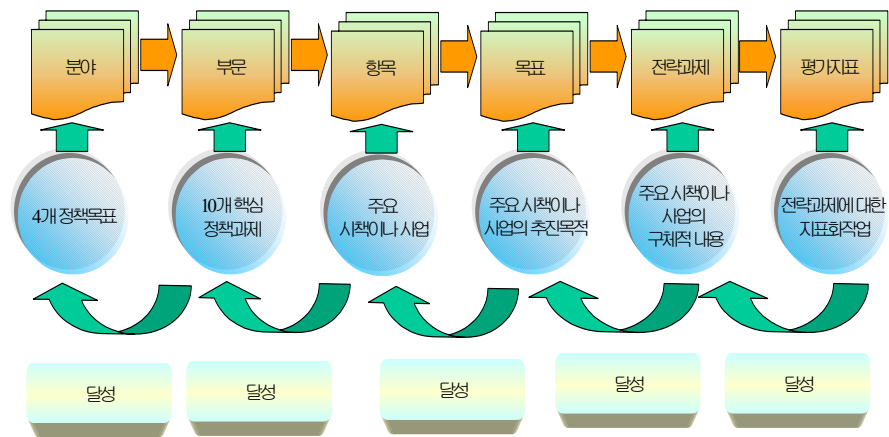 분야
부문
항목
목표
전략과제
평가지표
4개 정책목표
10개 핵심
정책과제
주요
시책이나 사업
주요 시책이나
사업의 추진목적
주요 시책이나
사업의
구체적 내용
전략과제에 대한
지표화작업
달성
달성
달성
달성
달성